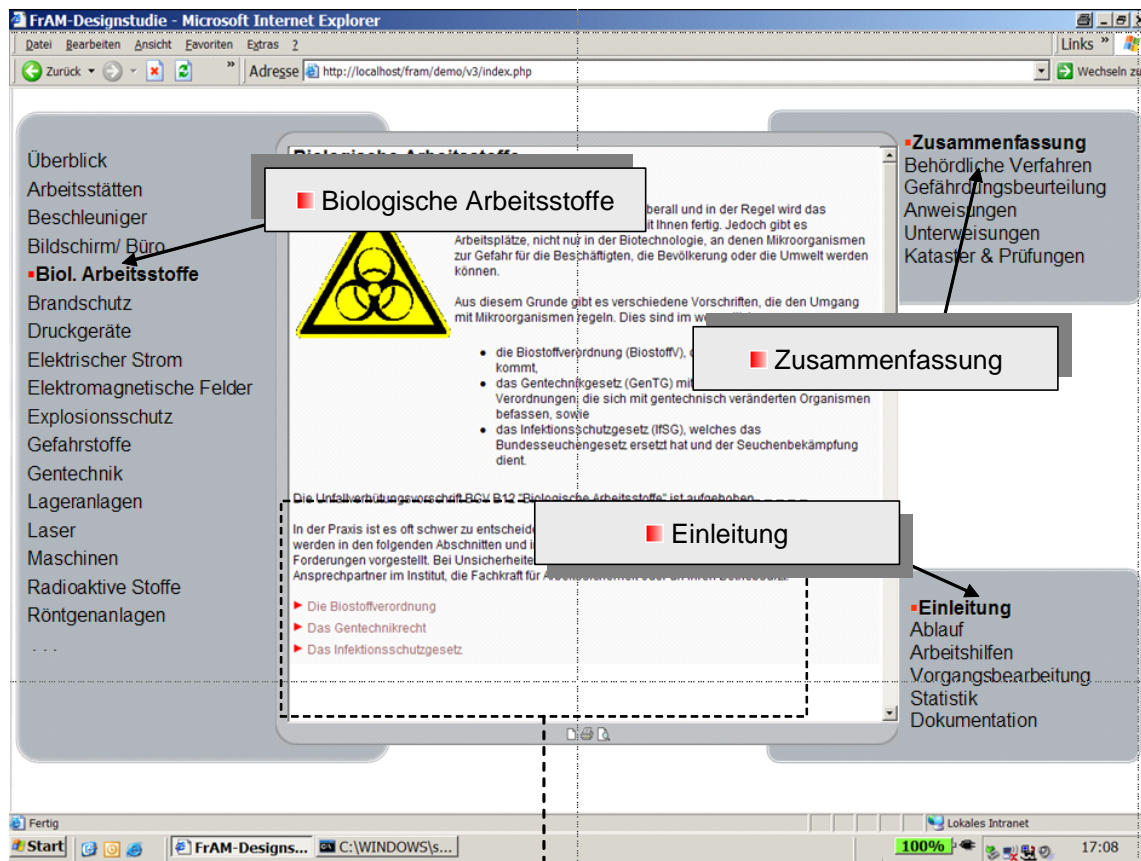 FrAM-Designstudie - Microsoft Internet Explorer
Datei Bearbeiten Ansicht Favoriten Extras ?
Links »
Zurück
» Adresse http://localhost/fram/demo/v3/index.php
Wechseln zu
Überblick
Arbeitsstätten
Beschleuniger
Bildschirm/ Büro
Biol. Arbeitsstoffe
Brandschutz
Druckgeräte
Elektrischer Strom
Elektromagnetische Felder
Explosionsschutz
Gefahrstoffe
Gentechnik
Lageranlagen
Laser
Maschinen
Radioaktive Stoffe
Röntgenanlagen
. . .
Biologische Arbeitsstoffe
Biologische Arbeitsstoffe
berall und in der Regel wird das
it Ihnen fertig. Jedoch gibt es
Arbeitsplätze, nicht nur in der Biotechnologie, an denen Mikroorganismen
zur Gefahr für die Beschäftigten, die Bevölkerung oder die Umwelt werden
können.
Aus diesem Grunde gibt es verschiedene Vorschriften, die den Umgang
mit Mikroorganismen regeln. Dies sind im
die Biostoffverordnung (BiostoffV),
kommt,
das Gentechnikgesetz (GenTG) mit
Verordnungen, die sich mit gentechnisch veränderten Organismen
befassen, sowie
das Infektionsschutzgesetz (IfSG), welches das
Bundesseuchengesetz ersetzt hat und der Seuchenbekämpfung
dient.
Die Unfallverhütungsvorschrift BGV B12 "Biologische Arbeitsstoffe" ist aufgehoben
In der Praxis ist es oft schwer zu
werden in den folgenden Abschnitten und
Forderungen vorgestellt. Bei
Ansprechpartner im Institut, die Fachkraft für Arbeitssicherheit oder an Ihren Betriebsarzt.
Die Biostoffverordnung
Das Gentechnikrecht
Das Infektionsschutzgesetz
Zusammenfassung
Behördliche Verfahren
Gefährdungsbeurteilung
Anweisungen
Unterweisungen
Kataster & Prüfungen
Zusammenfassung
Einleitung
Einleitung
Ablauf
Arbeitshilfen
Vorgangsbearbeitung
Statistik
Dokumentation
Fertig
Lokales Intranet
Start
FrAM-Designs...
C:\WINDOWS\s...
100%
17:08